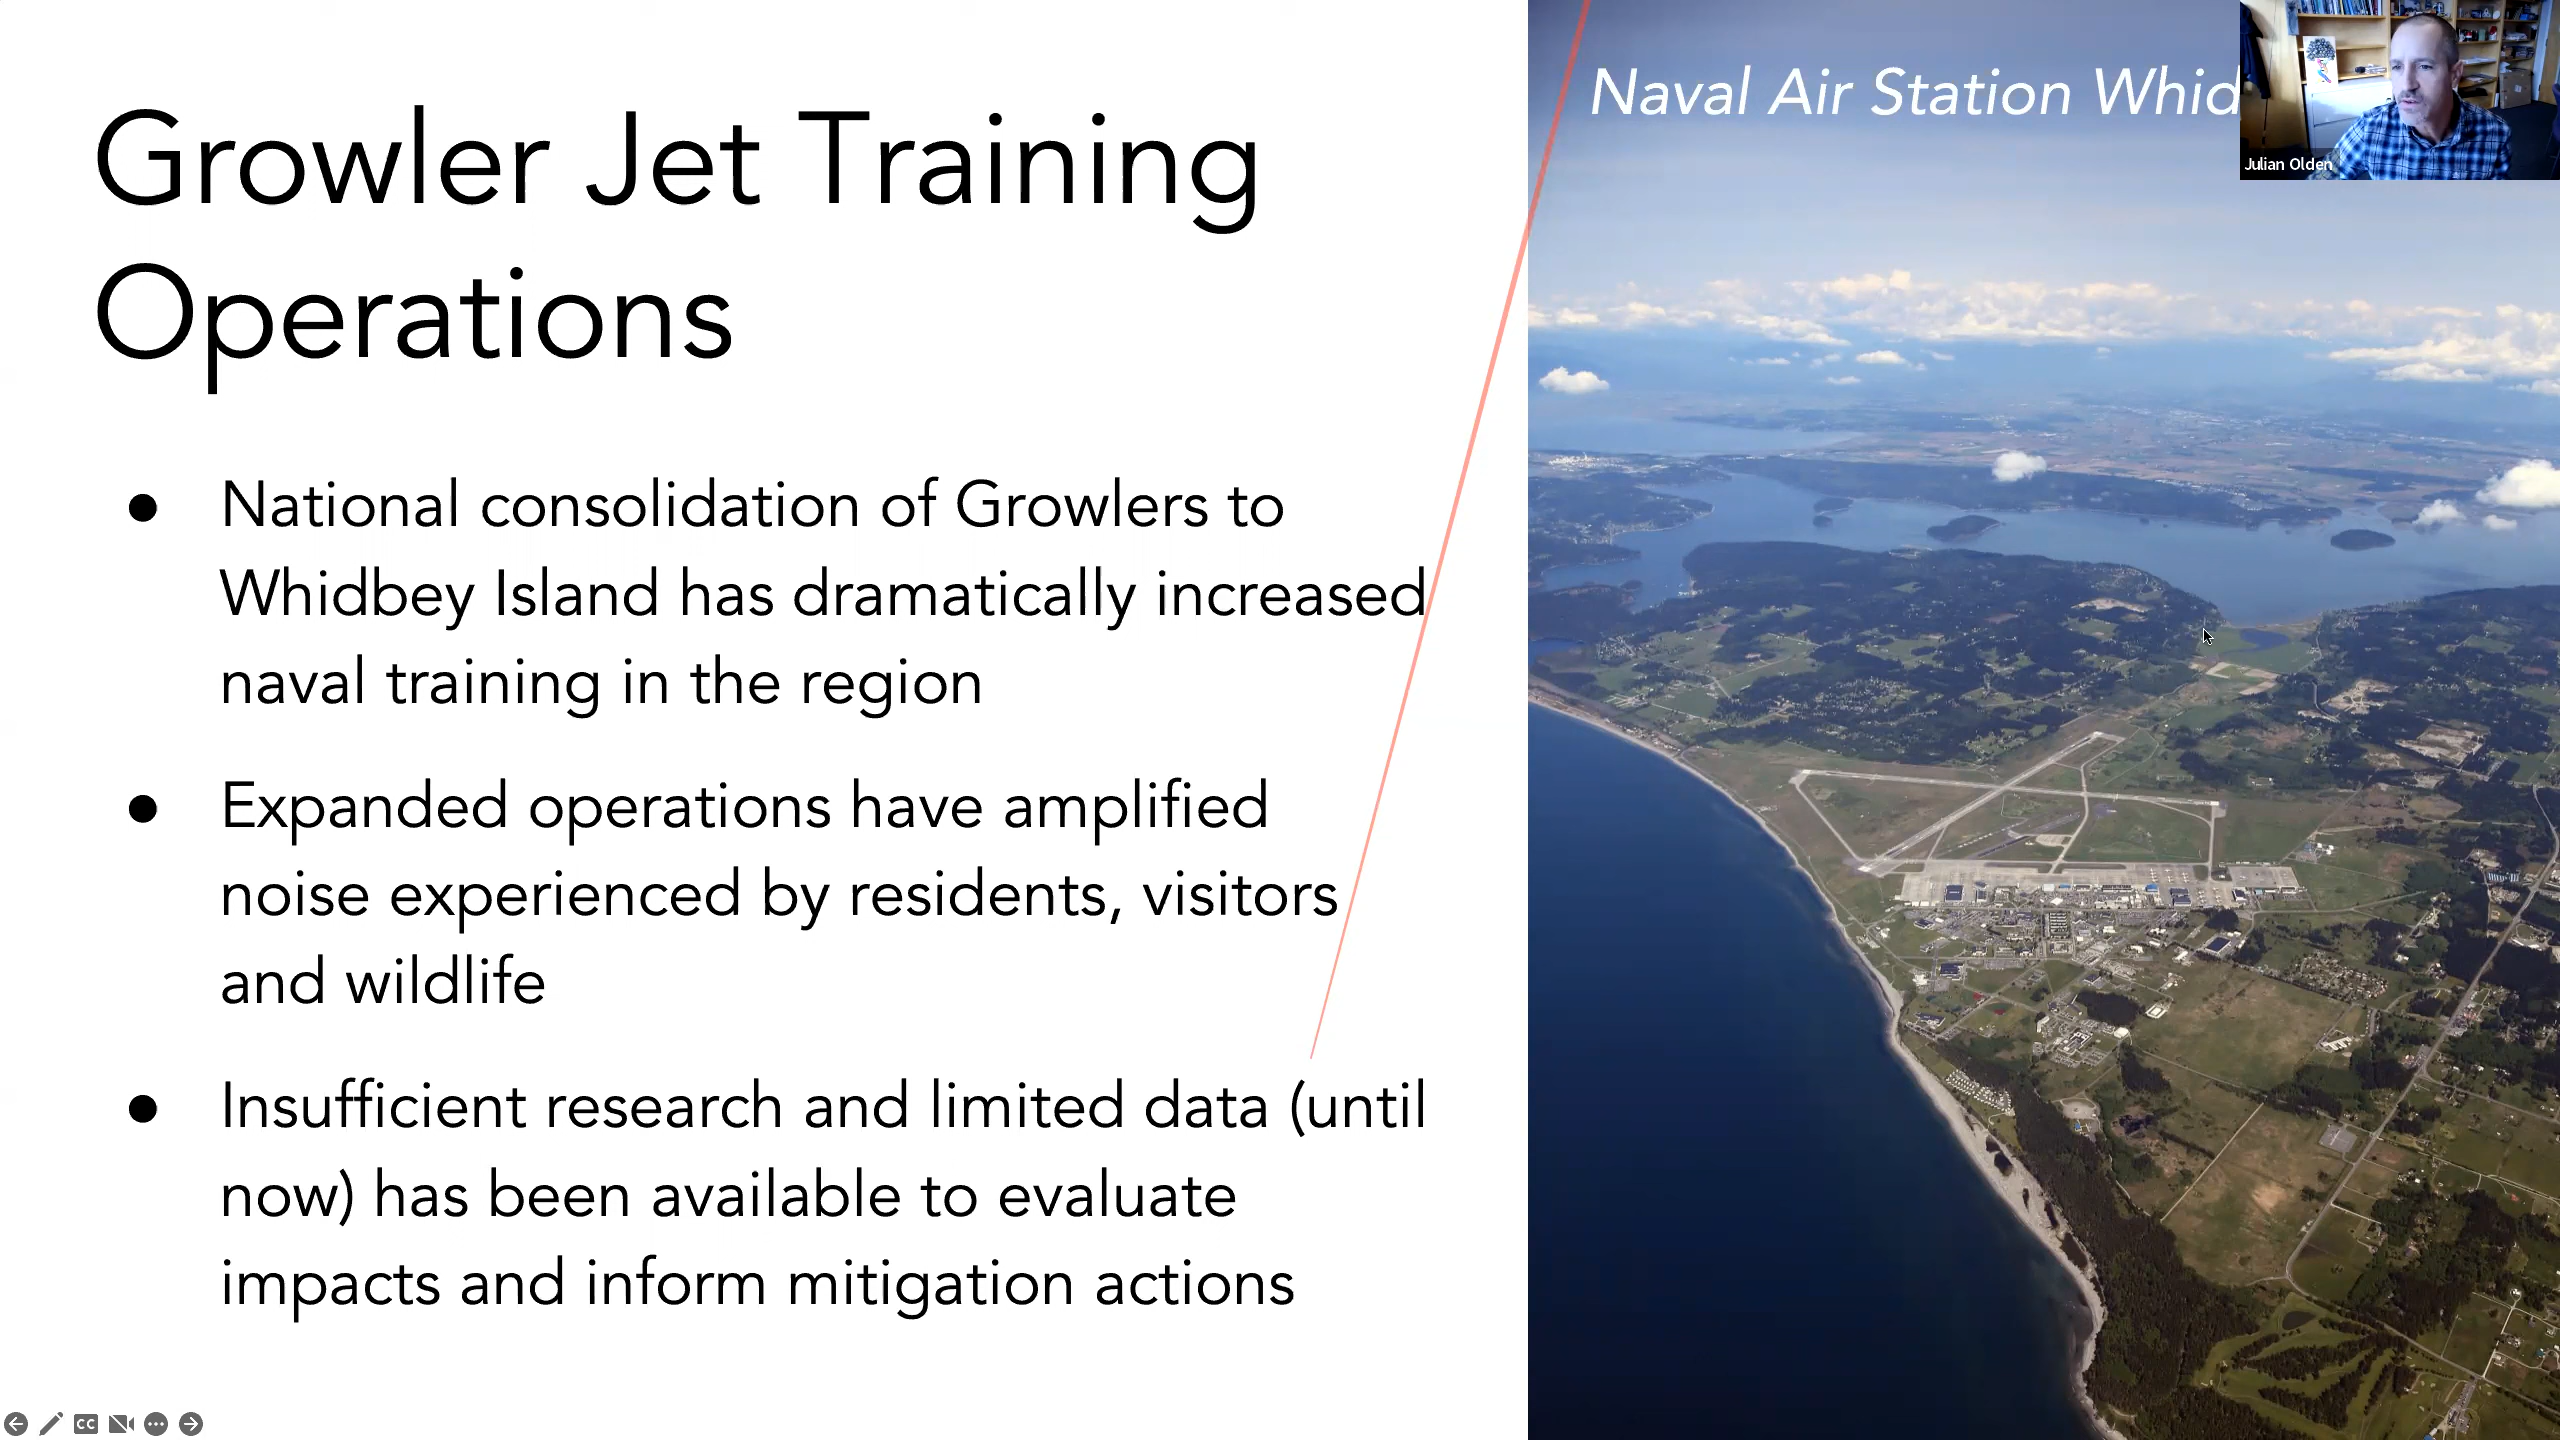 Growler Jet Training
Operations
● National consolidation of Growlers to
Whidbey Island has dramatically increased
naval training in the region
● Expanded operations have amplified
noise experienced by residents, visitors
and wildlife
● Insufficient research and limited data (until
now) has been available to evaluate
impacts and inform mitigation actions
Naval Air Station Whid
Julian Olden
CC